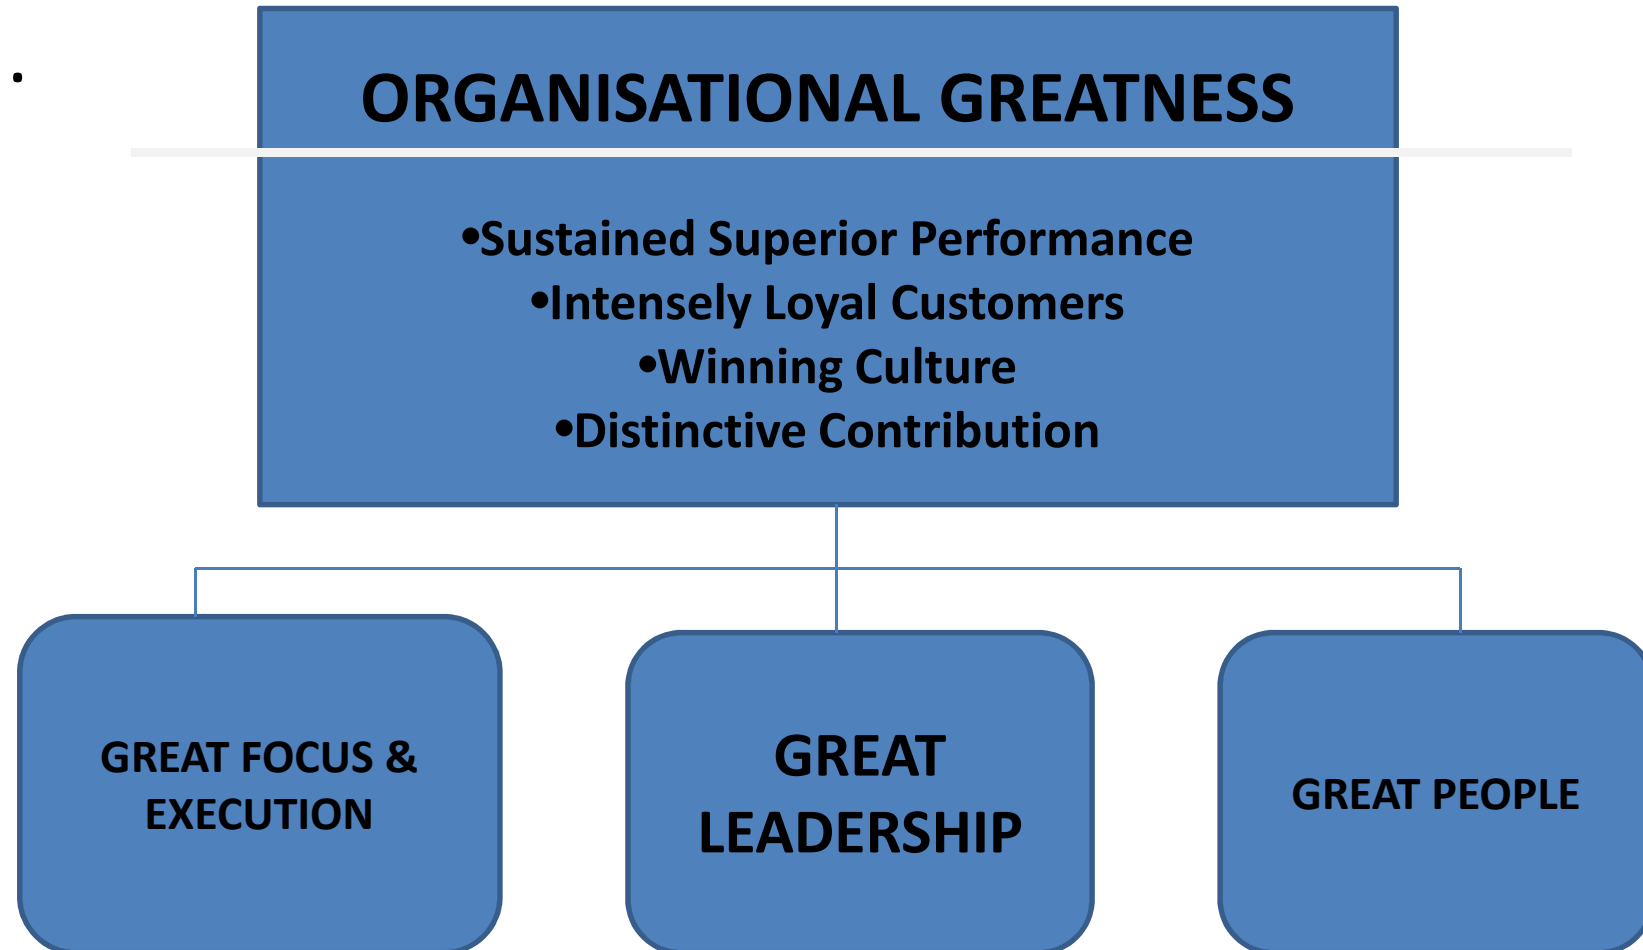 .
ORGANISATIONAL GREATNESS
•Sustained Superior Performance
•Intensely Loyal Customers
•Winning Culture
•Distinctive Contribution
GREAT FOCUS &
EXECUTION
GREAT
LEADERSHIP
GREAT PEOPLE